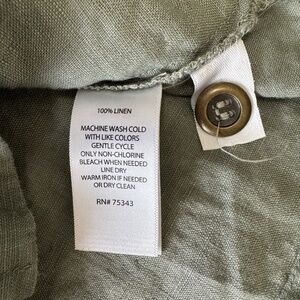 100% LINEN
MACHINE WASH COLD
WITH LIKE COLORS
GENTLE CYCLE
ONLY NON-CHLORINE
BLEACH WHEN NEEDED
LINE DRY
WARM IRON IF NEEDED
OR DRY CLEAN
RN# 75343